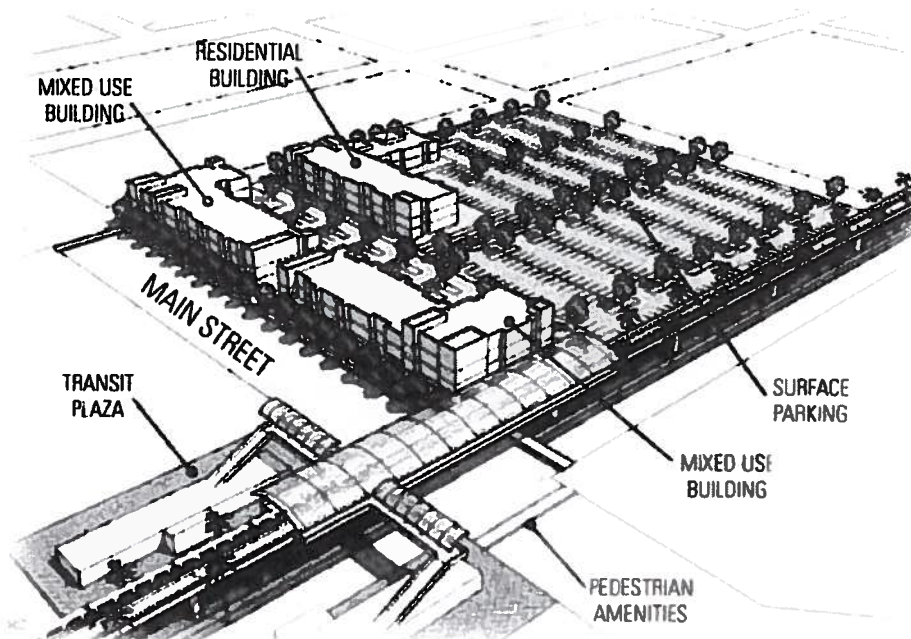 RESIDENTIAL
BUILDING
MIXED USE
BUILDING
MAIN STREET
TRANSIT
PLAZA
SURFACE
PARKING
MIXED USE
BUILDING
PEDESTRIAN
AMENITIES